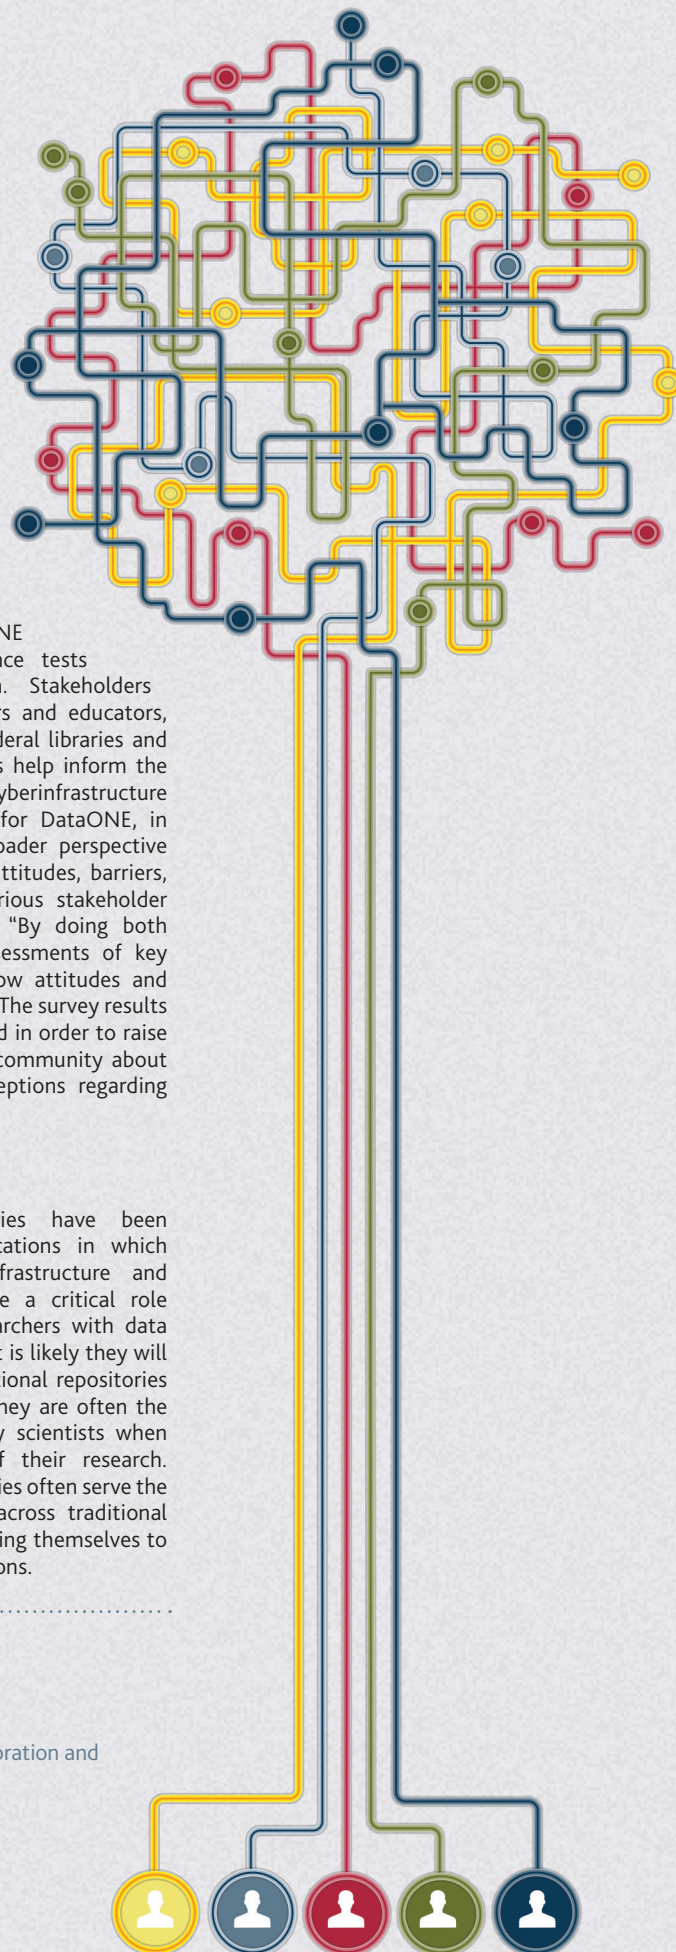 NE
nce tests
Stakeholders
rs and educators,
deral libraries and
s help inform the
yberinfrastructure
for DataONE, in
oader perspective
ttitudes, barriers,
rious stakeholder
“By doing both
essments of key
ow attitudes and
The survey results
d in order to raise
community about
eptions regarding
ies have been
cations in which
frastructure and
e a critical role
archers with data
t is likely they will
tional repositories
hey are often the
y scientists when
f their research.
ies often serve the
across traditional
ing themselves to
ons.
oration and